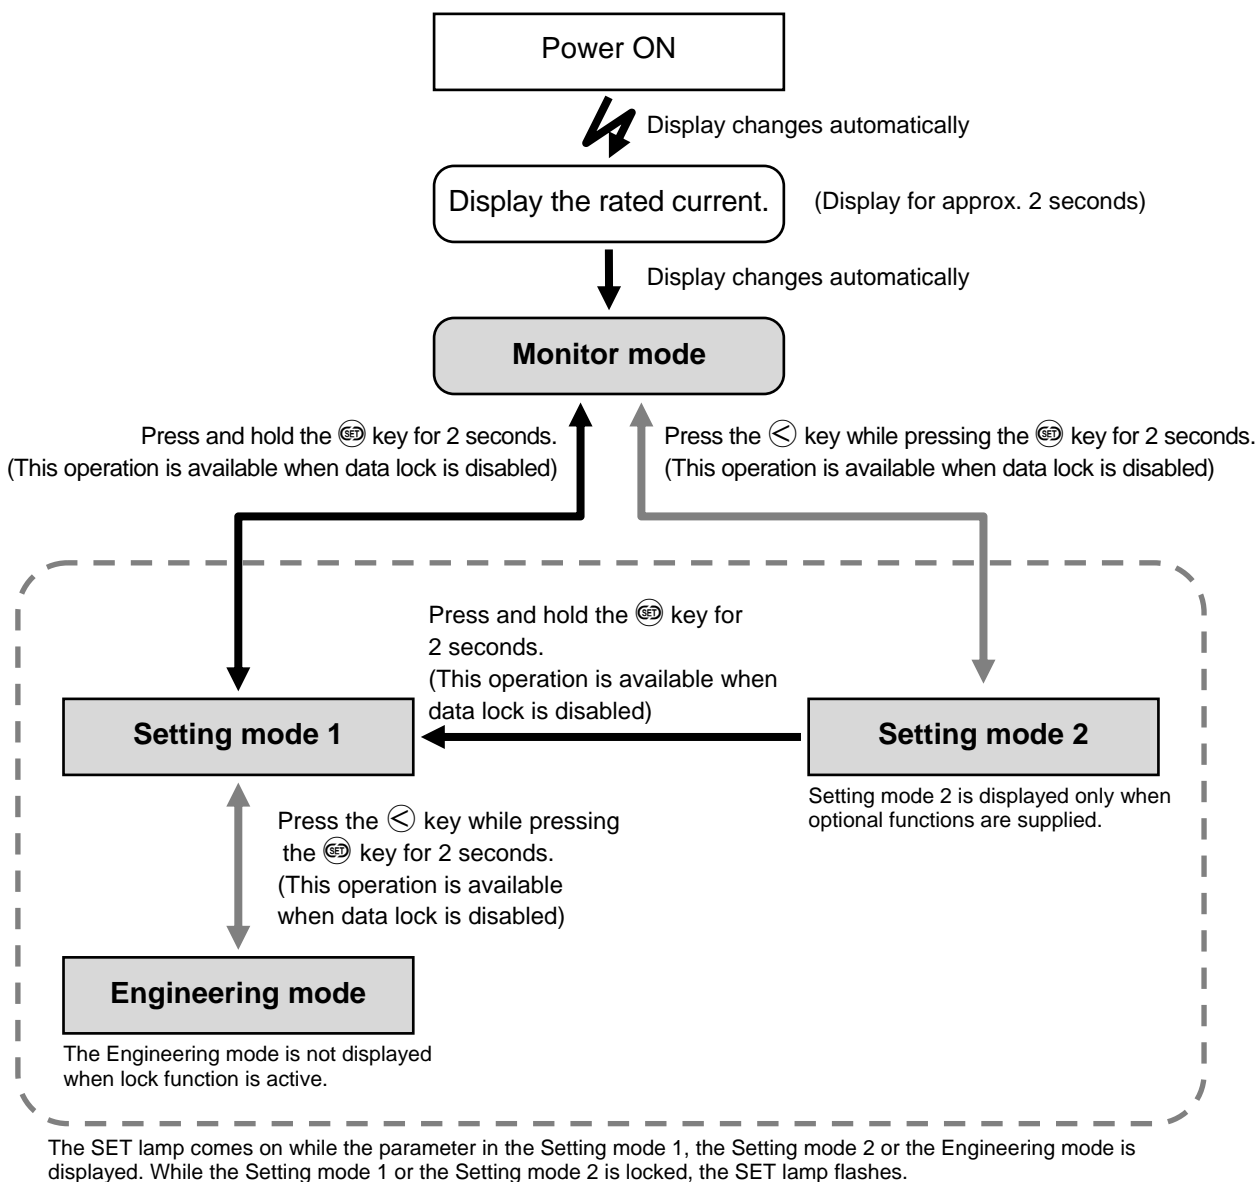 Power ON
Display changes automatically
Display the rated current.
(Display for approx. 2 seconds)
Display changes automatically
Monitor mode
Press and hold the SET key for 2 seconds.
(This operation is available when data lock is disabled)
Press the < key while pressing the SET key for 2 seconds.
(This operation is available when data lock is disabled)
Press and hold the SET key for
2 seconds.
(This operation is available when
data lock is disabled)
Setting mode 1
Setting mode 2
Setting mode 2 is displayed only when
optional functions are supplied.
Press the < key while pressing
the SET key for 2 seconds.
(This operation is available
when data lock is disabled)
Engineering mode
The Engineering mode is not displayed
when lock function is active.
The SET lamp comes on while the parameter in the Setting mode 1, the Setting mode 2 or the Engineering mode is
displayed. While the Setting mode 1 or the Setting mode 2 is locked, the SET lamp flashes.